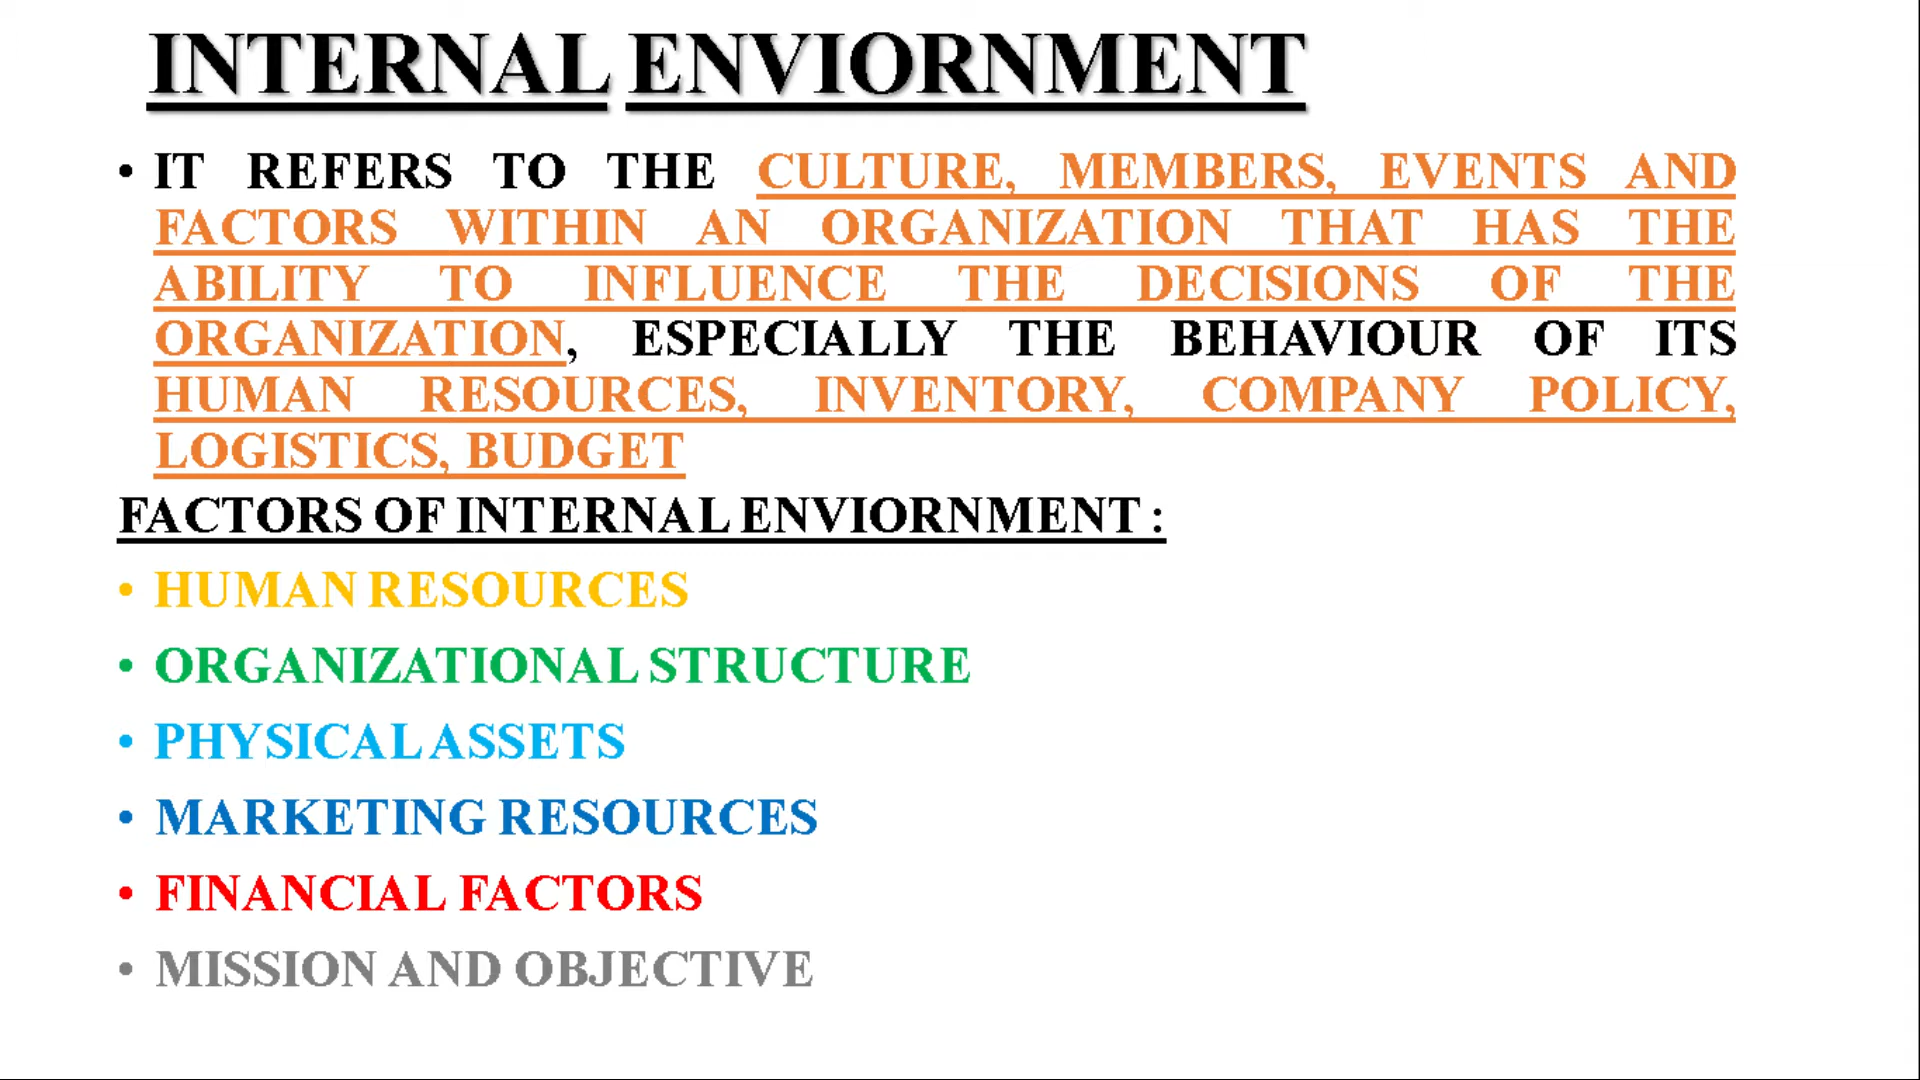 INTERNAL ENVIORNMENT
• IT REFERS TO THE CULTURE, MEMBERS, EVENTS AND
FACTORS WITHIN AN ORGANIZATION THAT HAS THE
ABILITY TO INFLUENCE THE DECISIONS OF THE
ORGANIZATION, ESPECIALLY THE BEHAVIOUR OF ITS
HUMAN RESOURCES, INVENTORY, COMPANY POLICY,
LOGISTICS, BUDGET
FACTORS OF INTERNAL ENVIORNMENT :
• HUMAN RESOURCES
• ORGANIZATIONAL STRUCTURE
• PHYSICAL ASSETS
• MARKETING RESOURCES
• FINANCIAL FACTORS
• MISSION AND OBJECTIVE